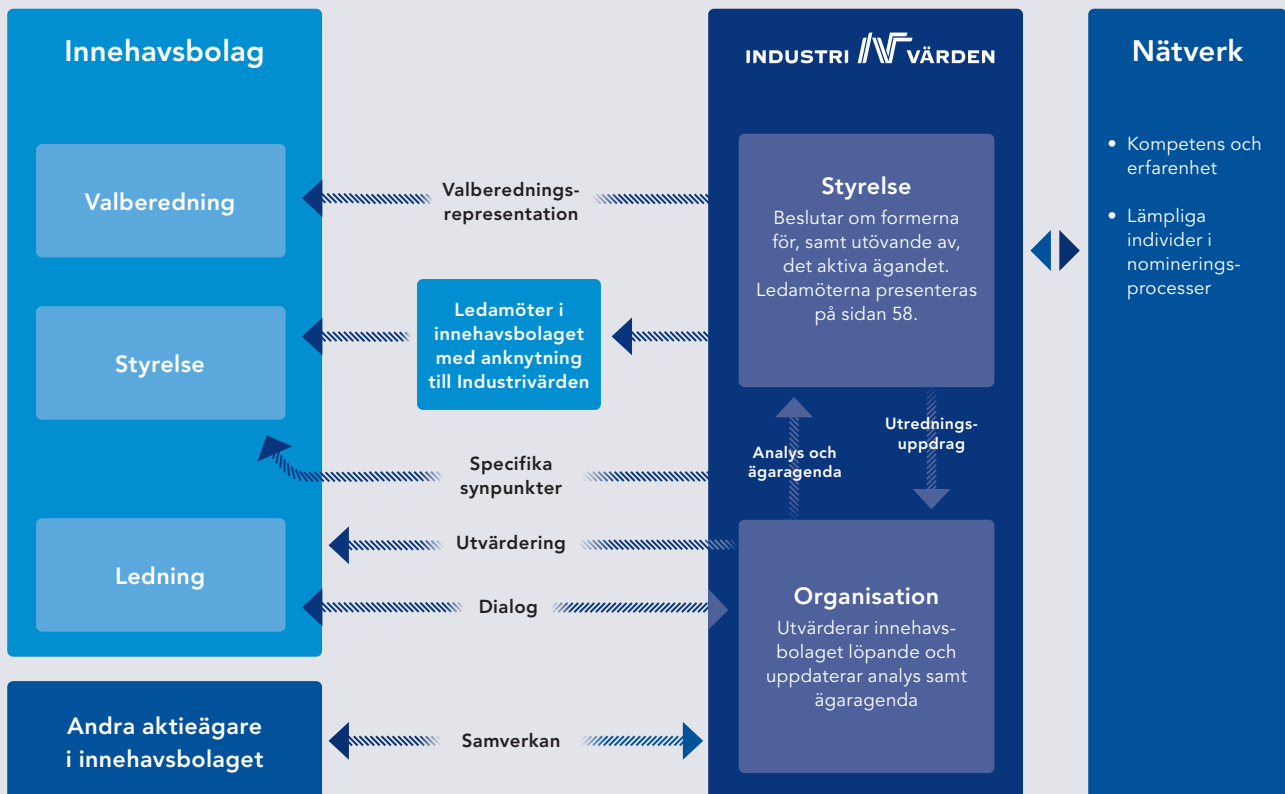 Innehavsbolag
Valberedning
Styrelse
Ledning
Andra aktieägare
i innehavsbolaget
Valberednings-
representation
Ledamöter i
innehavsbolaget
med anknytning
till Industrivärden
Specifika
synpunkter
Utvärdering
Dialog
Samverkan
INDUSTRI VÄRDEN
Styrelse
Beslutar om formerna
för, samt utövande av,
det aktiva ägandet.
Ledamöterna presenteras
på sidan 58.
Analys och
ägaragenda
Utrednings-
uppdrag
Organisation
Utvärderar innehavs-
bolaget löpande och
uppdaterar analys samt
ägaragenda
Nätverk
• Kompetens och
erfarenhet
• Lämpliga
individer i
nominerings-
processer